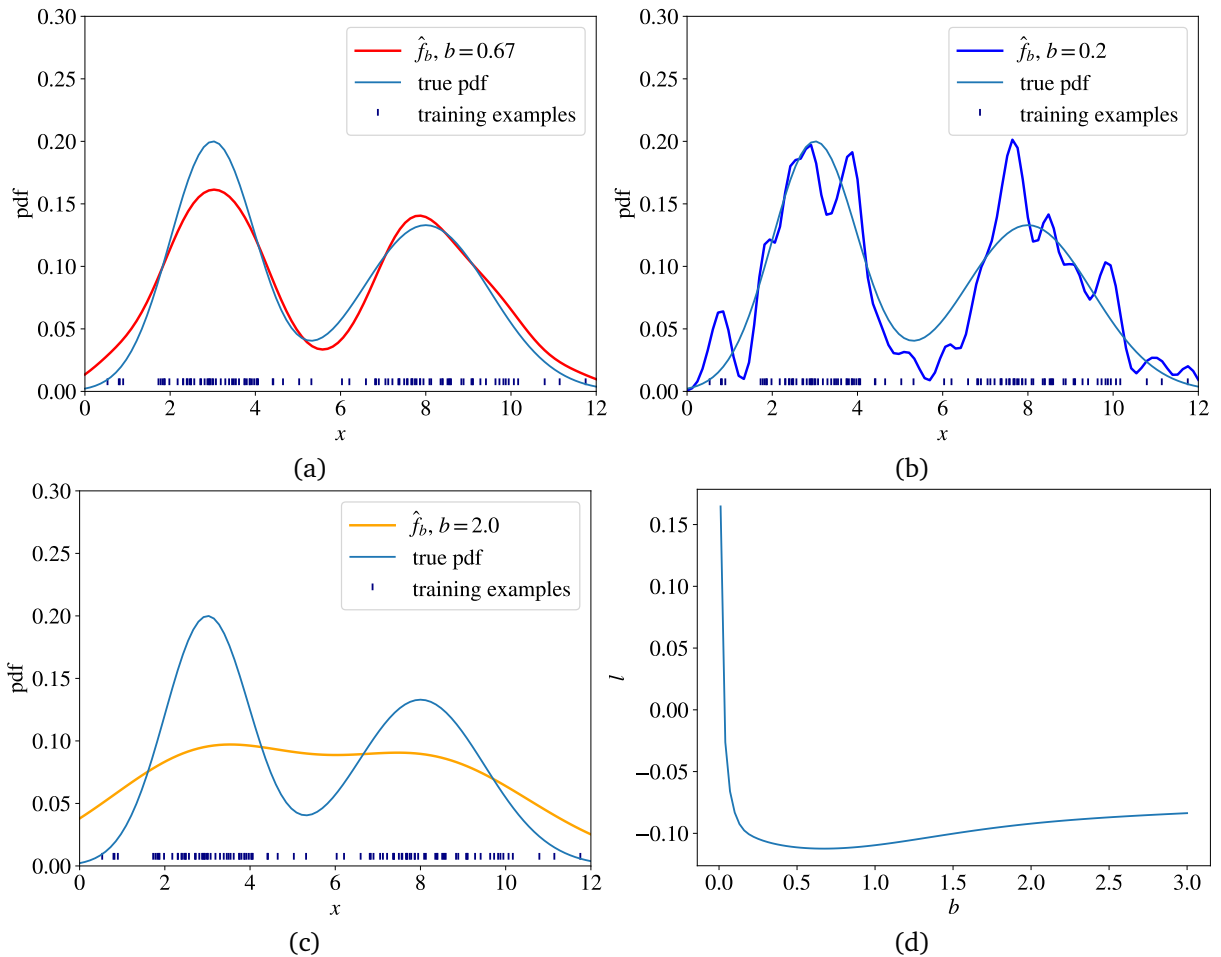 0.30
0.25
0.20
0.15
0.10
0.05
0.00
pdf
0 2 4 6 8 10 12
x
f̂_b, b = 0.67
true pdf
training examples
(a)
0.30
0.25
0.20
0.15
0.10
0.05
0.00
pdf
0 2 4 6 8 10 12
x
f̂_b, b = 0.2
true pdf
training examples
(b)
0.30
0.25
0.20
0.15
0.10
0.05
0.00
pdf
0 2 4 6 8 10 12
x
f̂_b, b = 2.0
true pdf
training examples
(c)
0.15
0.10
0.05
0.00
−0.05
−0.10
l
0.0 0.5 1.0 1.5 2.0 2.5 3.0
b
(d)